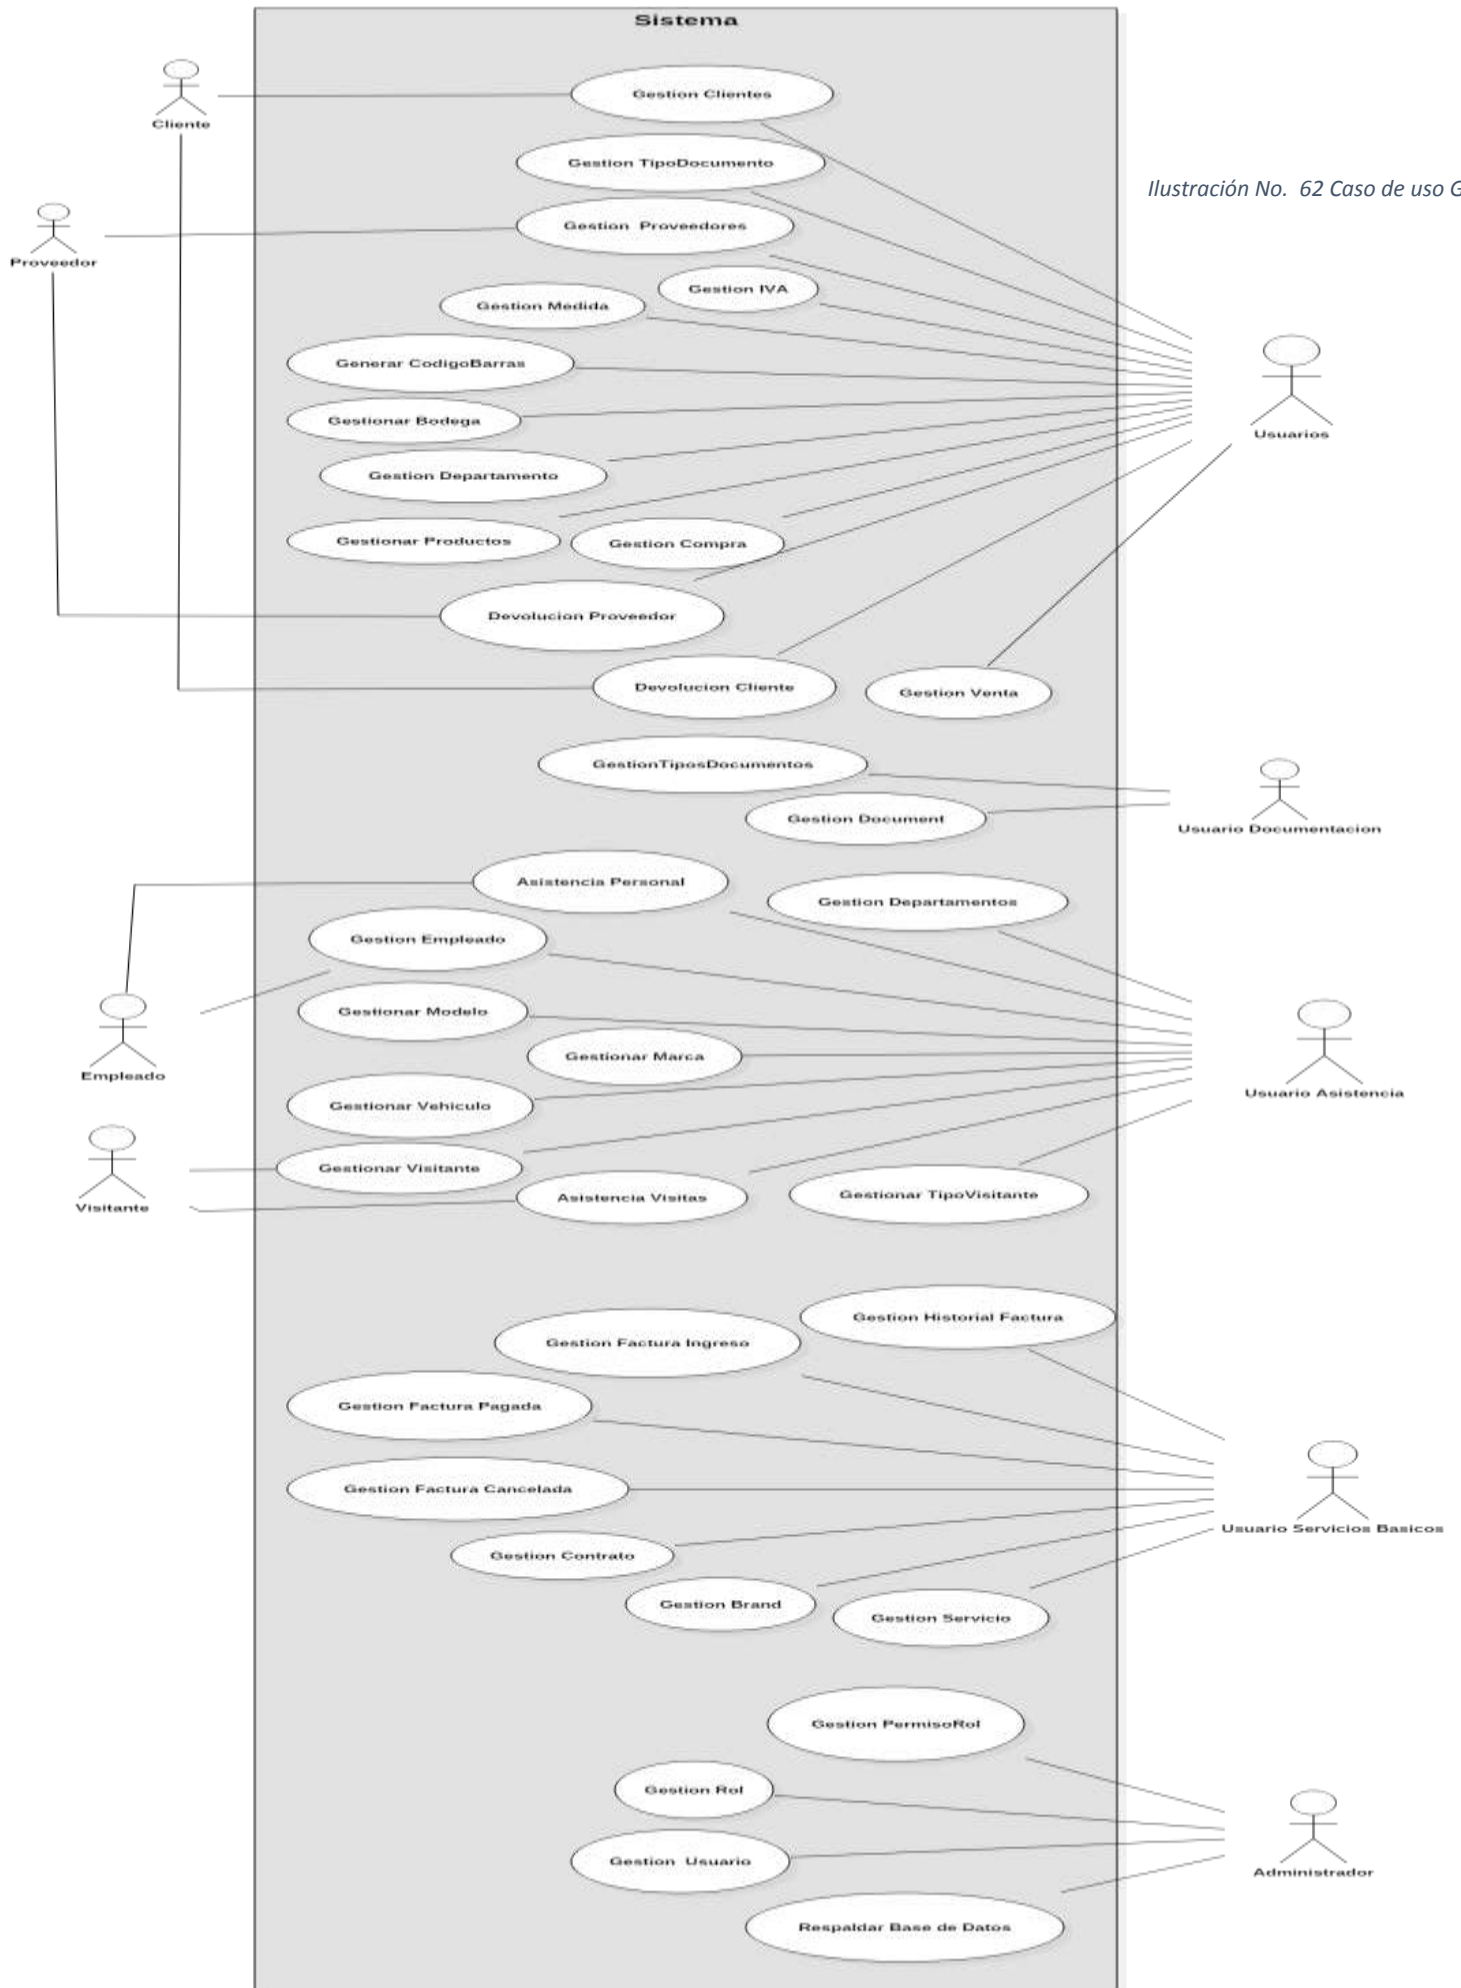 Sistema
Cliente
Gestion Clientes
Gestion TipoDocumento
Ilustración No. 62 Caso de uso G
Gestion Proveedores
Proveedor
Gestion IVA
Gestion Medida
Generar CodigoBarras
Gestionar Bodega
Usuarios
Gestion Departamento
Gestionar Productos
Gestion Compra
Devolucion Proveedor
Devolucion Cliente
Gestion Venta
GestionTiposDocumentos
Gestion Document
Usuario Documentacion
Asistencia Personal
Gestion Departamentos
Gestion Empleado
Gestionar Modelo
Gestionar Marca
Empleado
Usuario Asistencia
Gestionar Vehiculo
Gestionar Visitante
Visitante
Asistencia Visitas
Gestionar TipoVisitante
Gestion Historial Factura
Gestion Factura Ingreso
Gestion Factura Pagada
Gestion Factura Cancelada
Usuario Servicios Basicos
Gestion Contrato
Gestion Brand
Gestion Servicio
Gestion PermisoRol
Gestion Rol
Gestion Usuario
Administrador
Respaldar Base de Datos